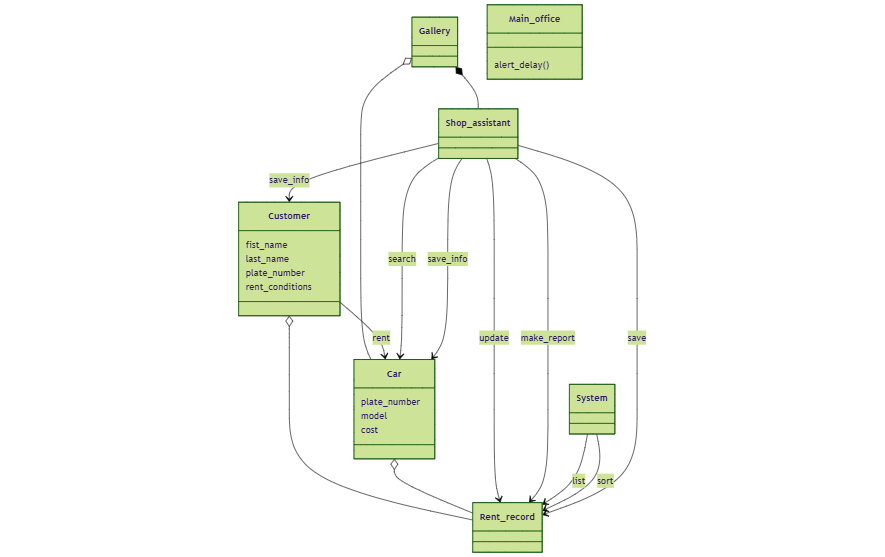 Gallery
Main_office
alert_delay()
Shop_assistant
save_info
Customer
fist_name
last_name
plate_number
rent_conditions
search
save_info
rent
update
make_report
save
Car
plate_number
model
cost
System
list
sort
Rent_record